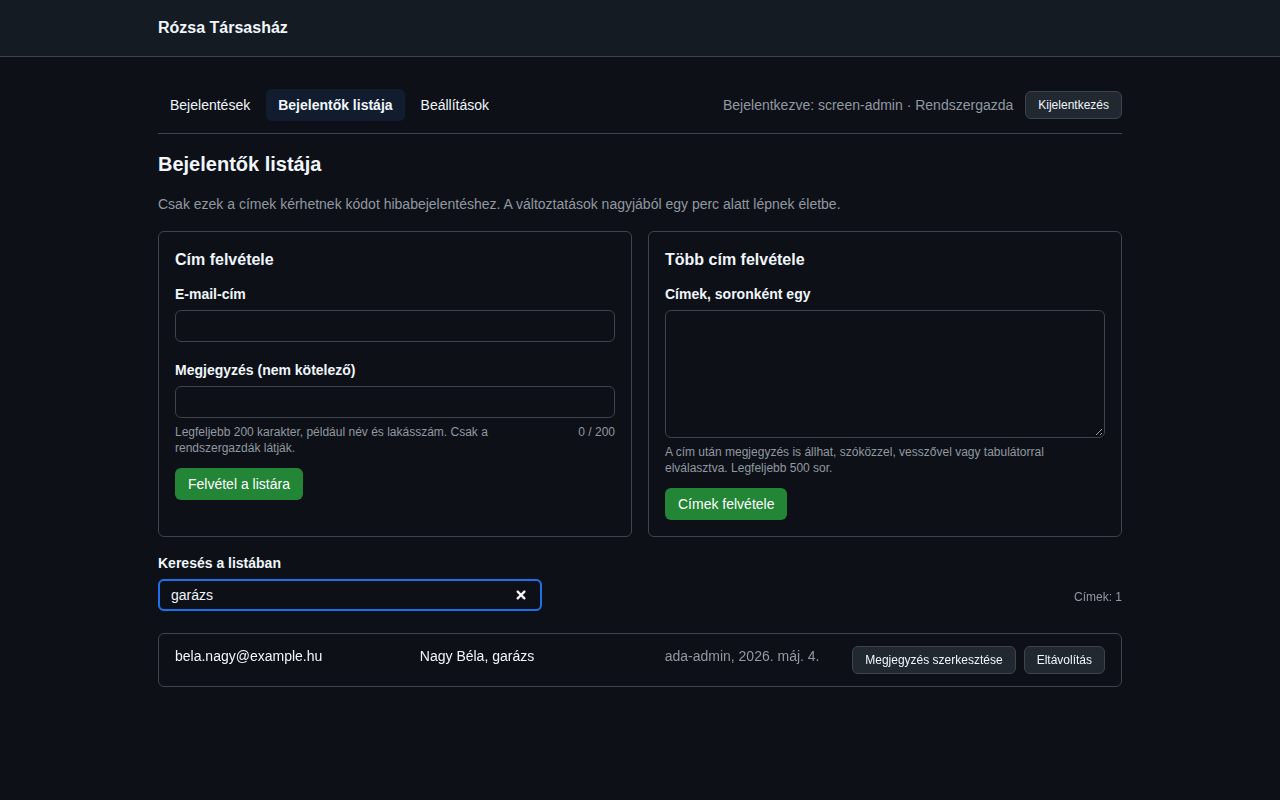 Rózsa Társasház
Bejelentések
Bejelentők listája
Beállítások
Bejelentkezve: screen-admin · Rendszergazda
Kijelentkezés
Bejelentők listája
Csak ezek a címek kérhetnek kódot hibabejelentéshez. A változtatások nagyjából egy perc alatt lépnek életbe.
Cím felvétele
E-mail-cím
Megjegyzés (nem kötelező)
Legfeljebb 200 karakter, például név és lakásszám. Csak a
rendszergazdák látják.
0 / 200
Felvétel a listára
Több cím felvétele
Címek, soronként egy
A cím után megjegyzés is állhat, szóközzel, vesszővel vagy tabulátorral
elválasztva. Legfeljebb 500 sor.
Címek felvétele
Keresés a listában
garázs
Címek: 1
bela.nagy@example.hu
Nagy Béla, garázs
ada-admin, 2026. máj. 4.
Megjegyzés szerkesztése
Eltávolítás